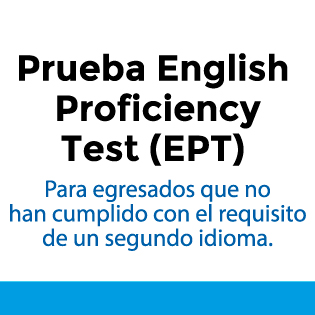 Prueba English
Proficiency
Test (EPT)
Para egresados que no
han cumplido con el requisito
de un segundo idioma.